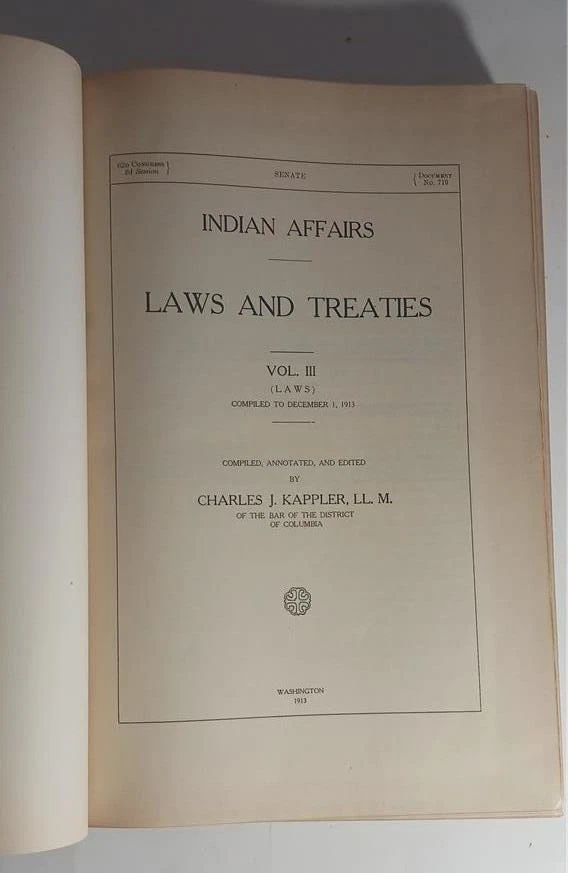 62D CONGRESS
2d Session
SENATE
DOCUMENT
No. 719
INDIAN AFFAIRS
LAWS AND TREATIES
VOL. III
(LAWS)
COMPILED TO DECEMBER 1, 1913
COMPILED, ANNOTATED, AND EDITED
BY
CHARLES J. KAPPLER, LL. M.
OF THE BAR OF THE DISTRICT
OF COLUMBIA
WASHINGTON
1913